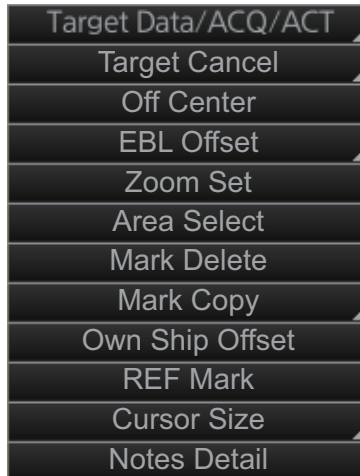 Target Data/ACQ/ACT
Target Cancel
Off Center
EBL Offset
Zoom Set
Area Select
Mark Delete
Mark Copy
Own Ship Offset
REF Mark
Cursor Size
Notes Detail